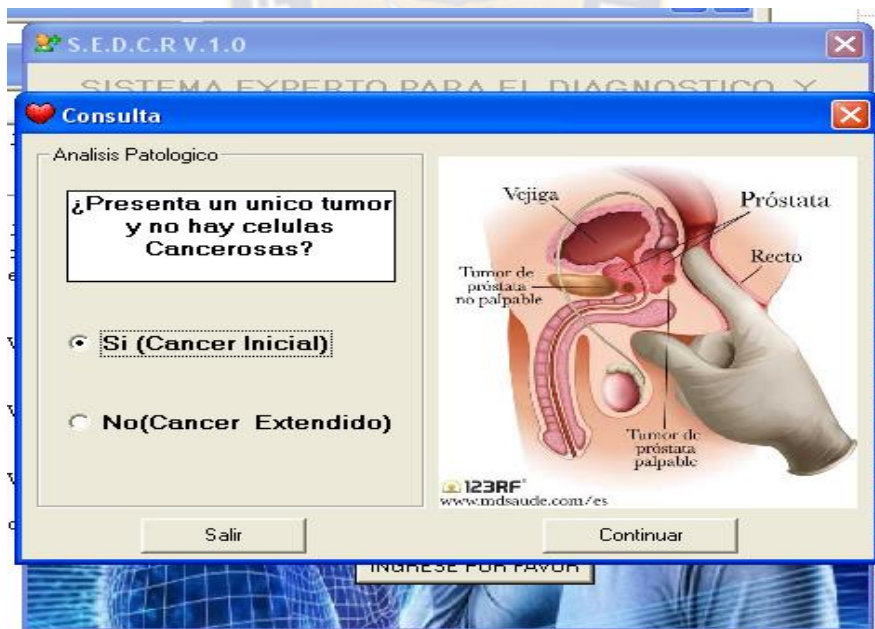 S.E.D.C.R V.1.0
SISTEMA EXPERTO PARA EL DIAGNOSTICO Y
Consulta
Analisis Patologico
¿Presenta un unico tumor
y no hay celulas
Cancerosas?
Si (Cancer Inicial)
No(Cancer Extendido)
Vejiga
Próstata
Recto
Tumor de
próstata
no palpable
Tumor de
próstata
palpable
123RF
www.mdsaude.com/es
Salir
Continuar
INGRESE POR FAVOR